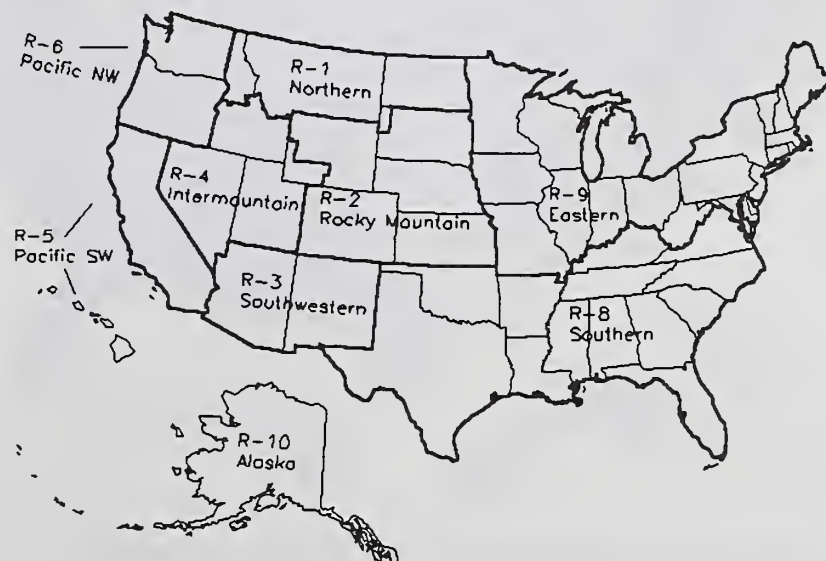 R-6
Pacific NW
R-1
Northern
R-4
Intermountain
R-2
Rocky Mountain
R-9
Eastern
R-5
Pacific SW
R-3
Southwestern
R-8
Southern
R-10
Alaska